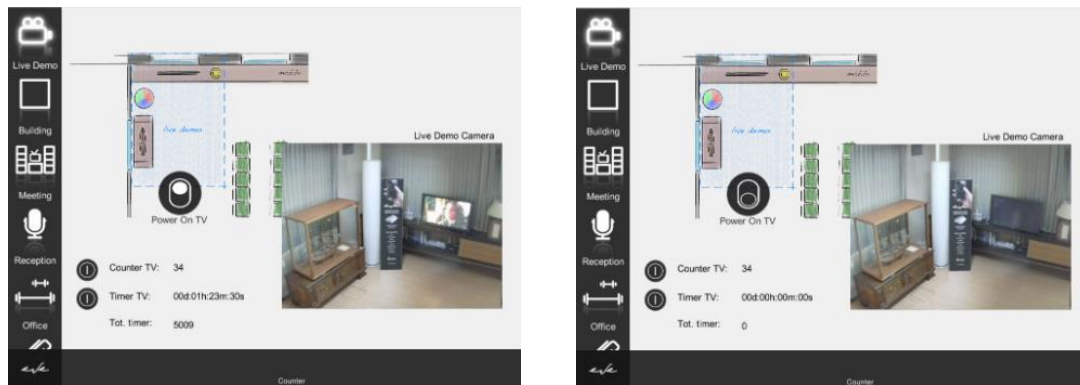 Live Demo
Building
Meeting
Reception
Office
eve
live demo
Live Demo Camera
Power On TV
Counter TV: 34
Timer TV: 00d:01h:23m:30s
Tot. timer: 5009
Counter
Live Demo
Building
Meeting
Reception
Office
eve
live demo
Live Demo Camera
Power On TV
Counter TV: 34
Timer TV: 00d:00h:00m:00s
Tot. timer: 0
Counter